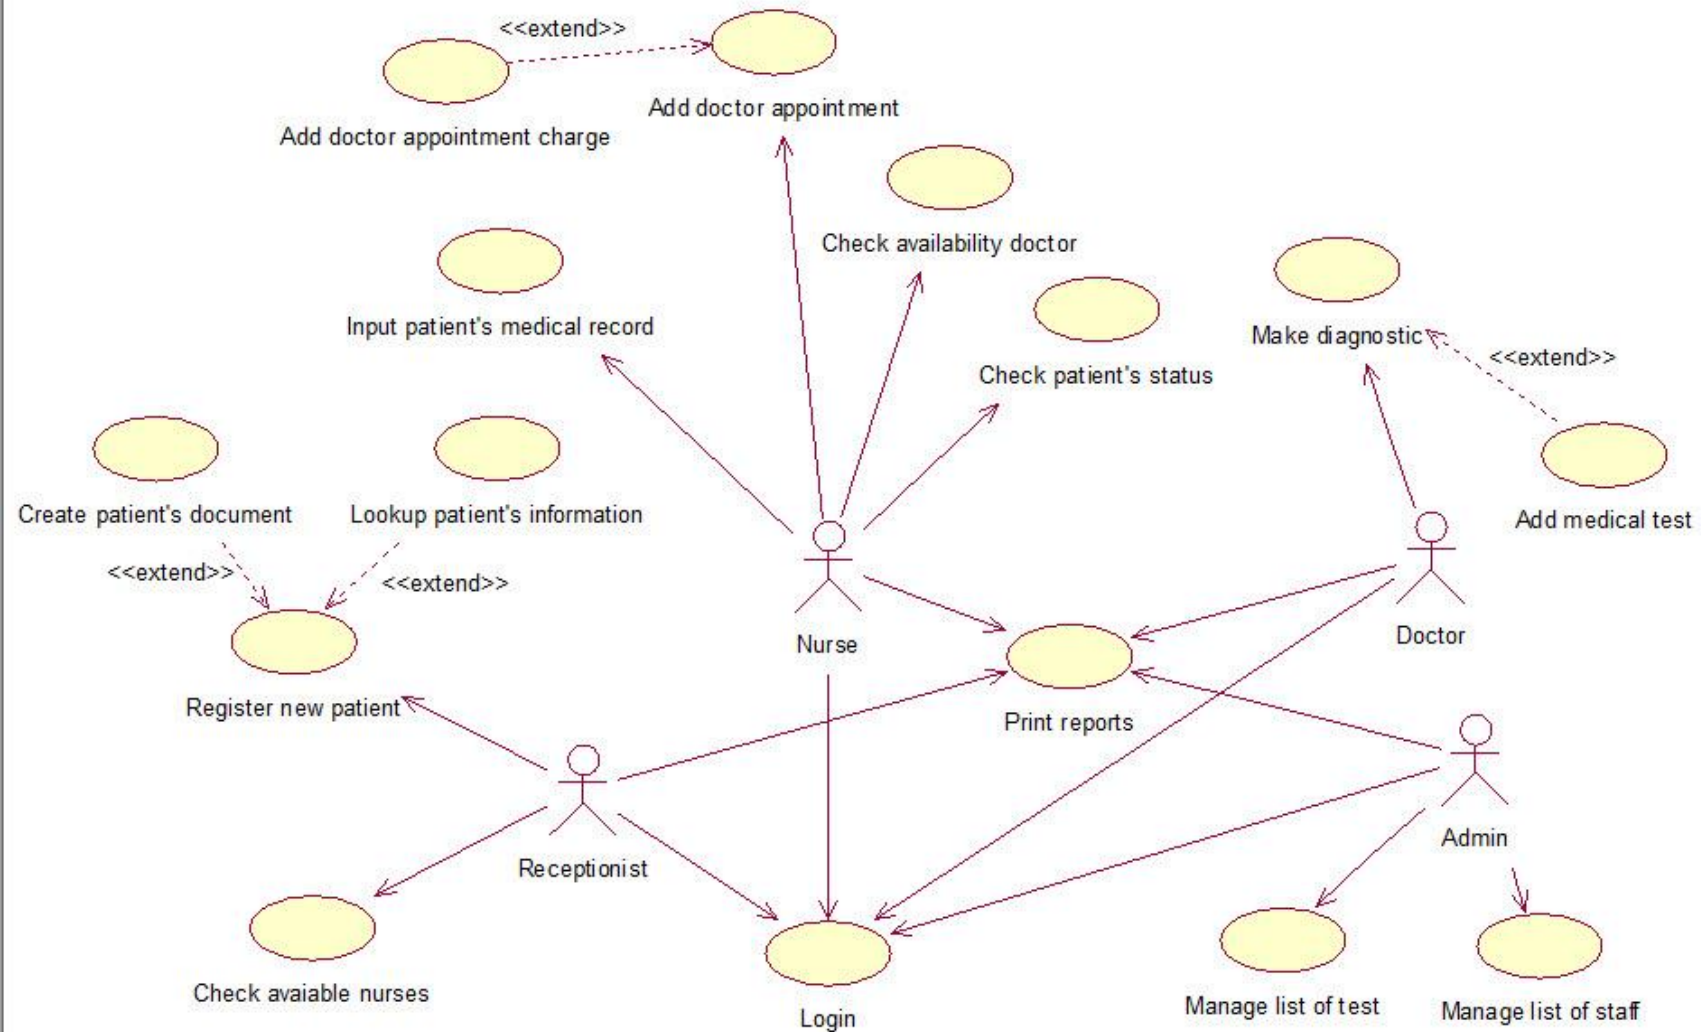 <<extend>>
Add doctor appointment
Add doctor appointment charge
Check availability doctor
Input patient's medical record
Make diagnostic
<<extend>>
Check patient's status
Create patient's document
Lookup patient's information
Add medical test
<<extend>>
<<extend>>
Nurse
Doctor
Register new patient
Print reports
Admin
Receptionist
Check avaiable nurses
Login
Manage list of test
Manage list of staff